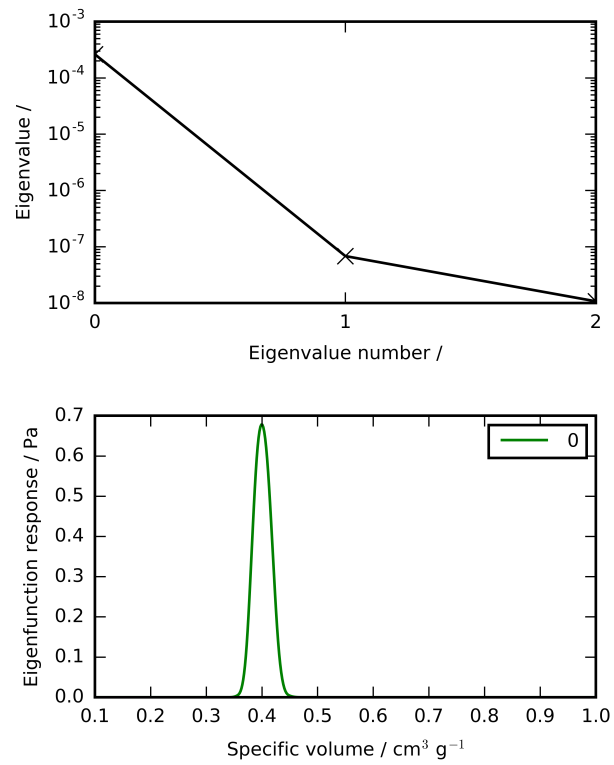 10⁻³
10⁻⁴
10⁻⁵
10⁻⁶
10⁻⁷
10⁻⁸
Eigenvalue /
0 1 2
Eigenvalue number /
0.7
0.6
0.5
0.4
0.3
0.2
0.1
0.0
Eigenfunction response / Pa
0
0.1 0.2 0.3 0.4 0.5 0.6 0.7 0.8 0.9 1.0
Specific volume / cm³ g⁻¹